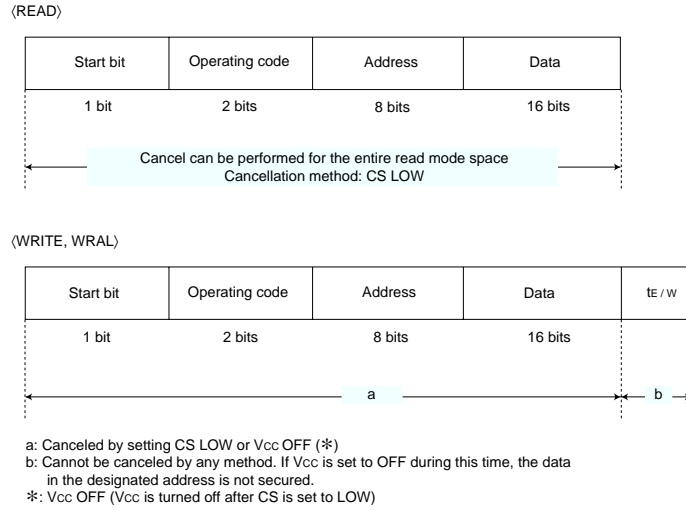 〈READ〉
Start bit Operating code Address Data
1 bit 2 bits 8 bits 16 bits
Cancel can be performed for the entire read mode space
Cancellation method: CS LOW
〈WRITE, WRAL〉
Start bit Operating code Address Data tE / W
1 bit 2 bits 8 bits 16 bits
a b
a: Canceled by setting CS LOW or VCC OFF (✻)
b: Cannot be canceled by any method. If VCC is set to OFF during this time, the data
in the designated address is not secured.
✻: VCC OFF (VCC is turned off after CS is set to LOW)